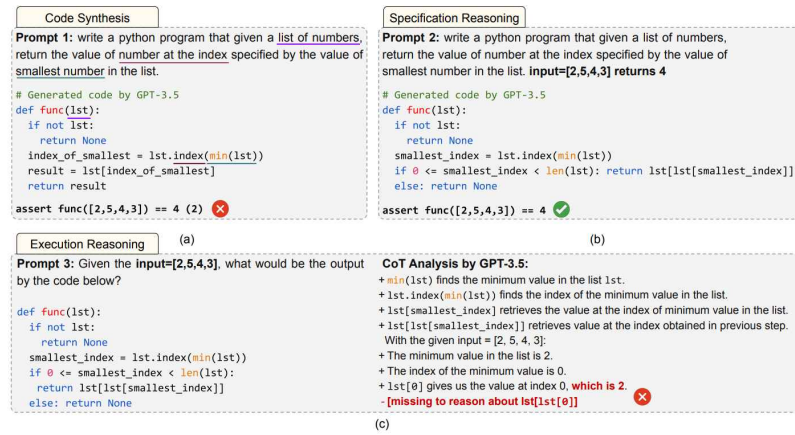 Code Synthesis
Prompt 1: write a python program that given a list of numbers,
return the value of number at the index specified by the value of
smallest number in the list.
# Generated code by GPT-3.5
def func(lst):
if not lst:
return None
index_of_smallest = lst.index(min(lst))
result = lst[index_of_smallest]
return result
assert func([2,5,4,3]) == 4 (2)
(a)
Specification Reasoning
Prompt 2: write a python program that given a list of numbers,
return the value of number at the index specified by the value of
smallest number in the list. input=[2,5,4,3] returns 4
# Generated code by GPT-3.5
def func(lst):
if not lst:
return None
smallest_index = lst.index(min(lst))
if 0 <= smallest_index < len(lst): return lst[lst[smallest_index]]
else: return None
assert func([2,5,4,3]) == 4
(b)
Execution Reasoning
Prompt 3: Given the input=[2,5,4,3], what would be the output
by the code below?
def func(lst):
if not lst:
return None
smallest_index = lst.index(min(lst))
if 0 <= smallest_index < len(lst):
return lst[lst[smallest_index]]
else: return None
CoT Analysis by GPT-3.5:
+ min(lst) finds the minimum value in the list lst.
+ lst.index(min(lst)) finds the index of the minimum value in the list.
+ lst[smallest_index] retrieves the value at the index of minimum value in the list.
+ lst[lst[smallest_index]] retrieves value at the index obtained in previous step.
With the given input = [2, 5, 4, 3]:
+ The minimum value in the list is 2.
+ The index of the minimum value is 0.
+ lst[0] gives us the value at index 0, which is 2.
- [missing to reason about lst[lst[0]]
(c)